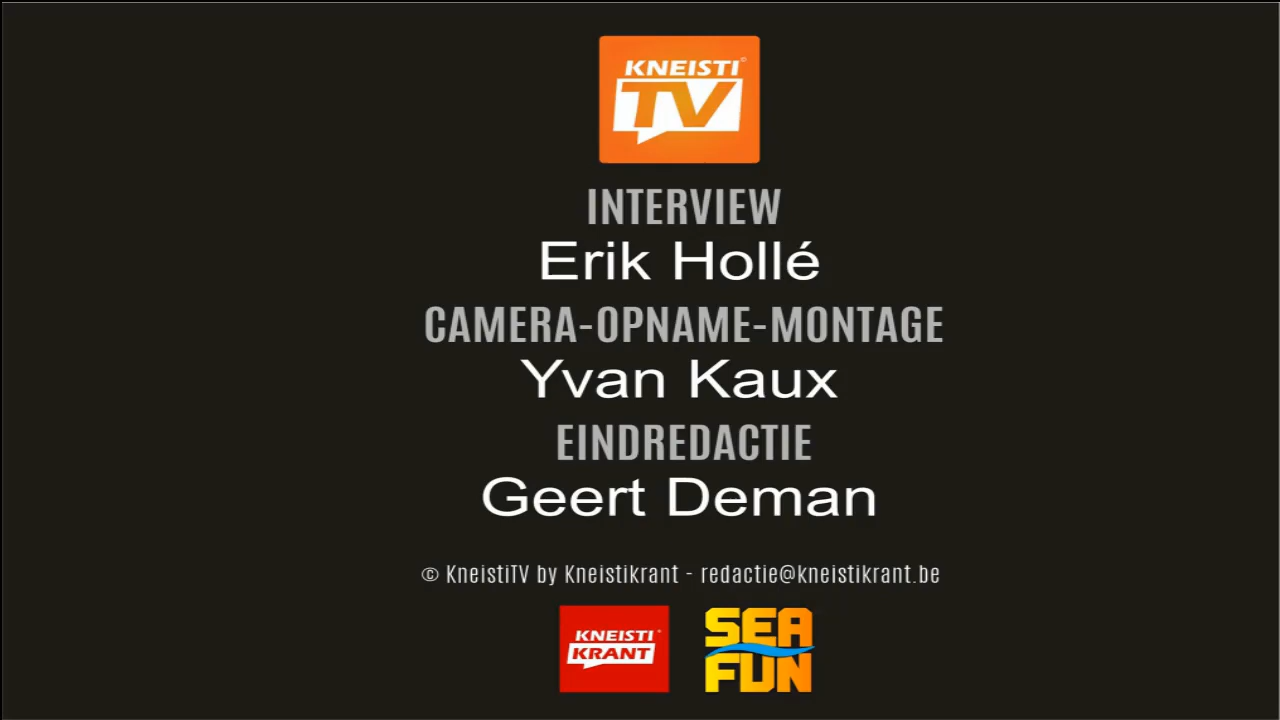 KNEISTI
TV
INTERVIEW
Erik Hollé
CAMERA-OPNAME-MONTAGE
Yvan Kaux
EINDREDACTIE
Geert Deman
© KneistiTV by Kneistikrant - redactie@kneistikrant.be
KNEISTI
KRANT
SEA
FUN